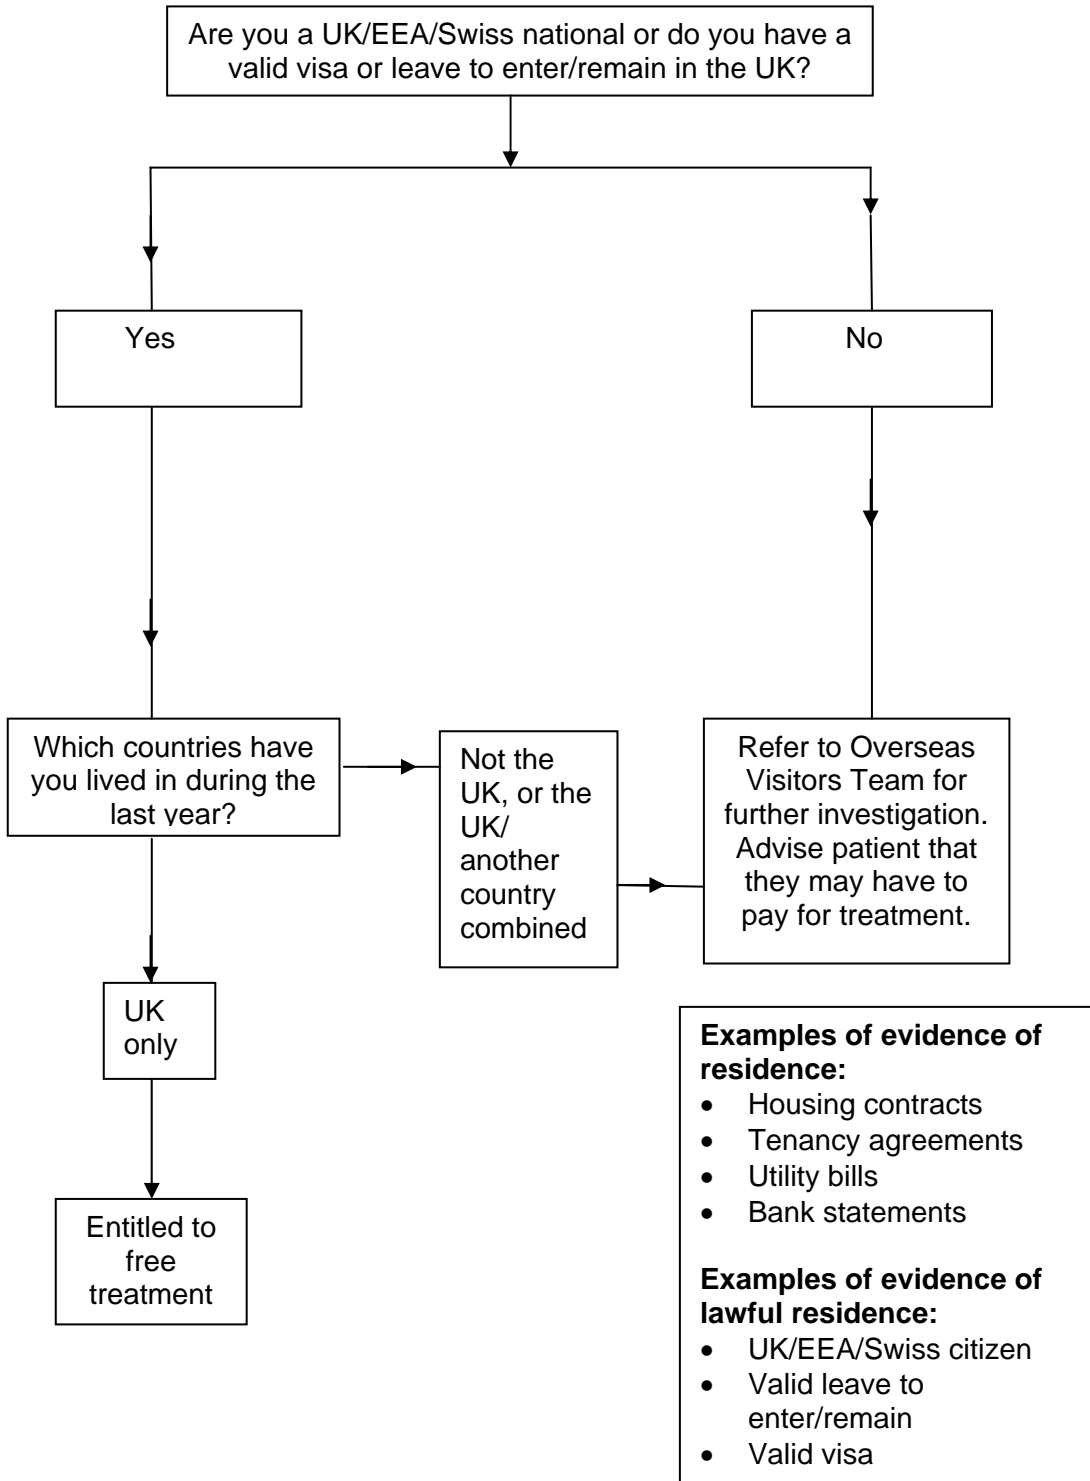 Are you a UK/EEA/Swiss national or do you have a
valid visa or leave to enter/remain in the UK?
Yes
No
Which countries have
you lived in during the
last year?
Not the
UK, or the
UK/
another
country
combined
Refer to Overseas
Visitors Team for
further investigation.
Advise patient that
they may have to
pay for treatment.
UK
only
Entitled to
free
treatment
Examples of evidence of
residence:
• Housing contracts
• Tenancy agreements
• Utility bills
• Bank statements
Examples of evidence of
lawful residence:
• UK/EEA/Swiss citizen
• Valid leave to
enter/remain
• Valid visa